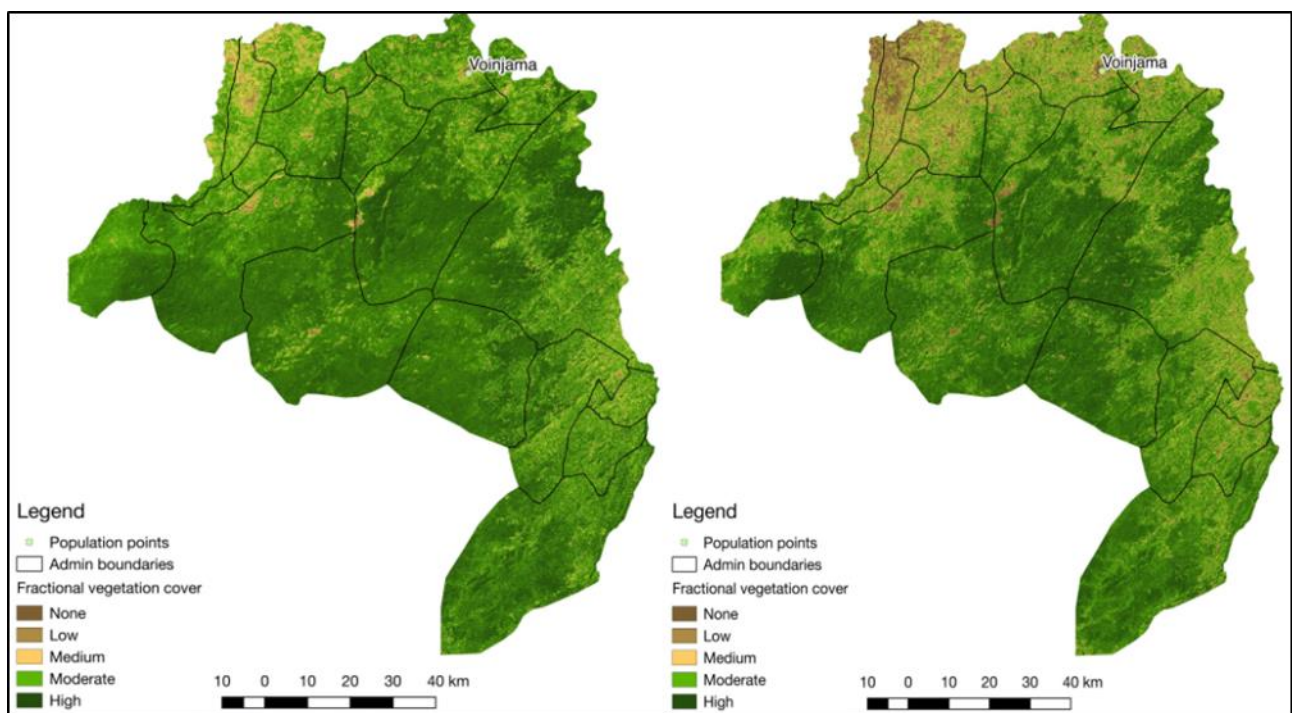 Voinjama
Legend
Population points
Admin boundaries
Fractional vegetation cover
None
Low
Medium
Moderate
High
10 0 10 20 30 40 km
Voinjama
Legend
Population points
Admin boundaries
Fractional vegetation cover
None
Low
Medium
Moderate
High
10 0 10 20 30 40 km